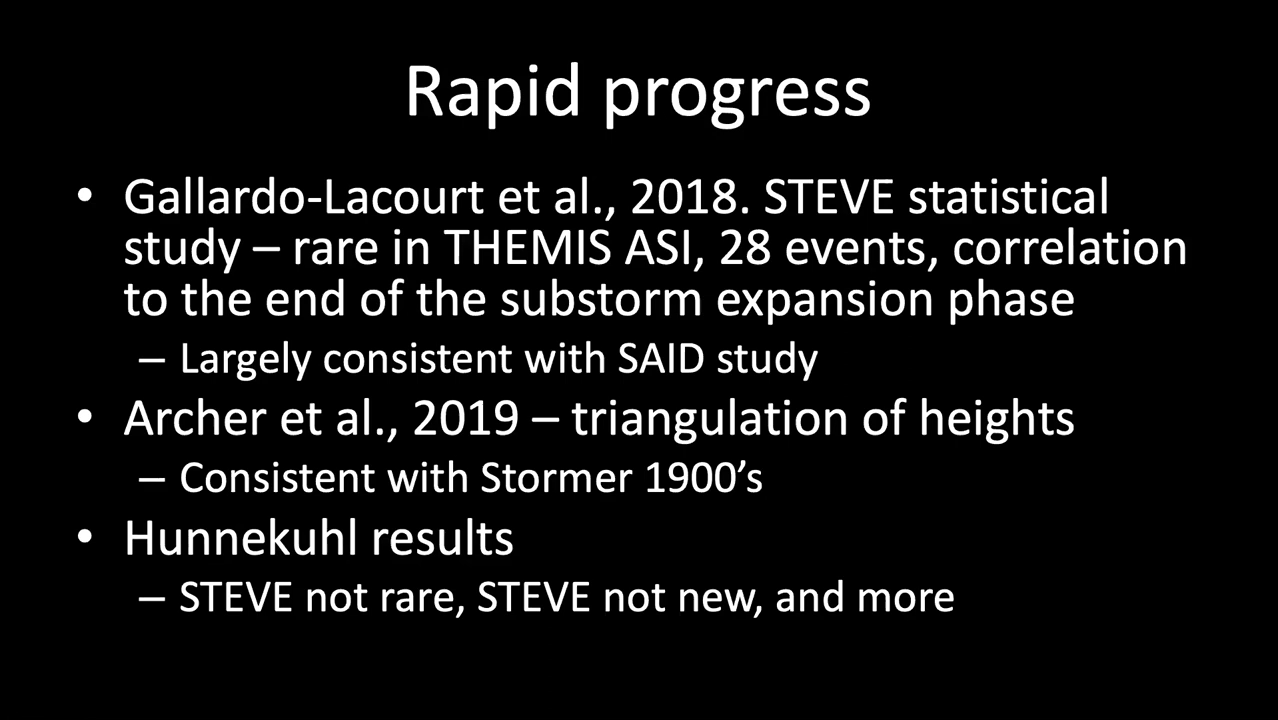 Rapid progress
• Gallardo-Lacourt et al., 2018. STEVE statistical
study – rare in THEMIS ASI, 28 events, correlation
to the end of the substorm expansion phase
– Largely consistent with SAID study
• Archer et al., 2019 – triangulation of heights
– Consistent with Stormer 1900’s
• Hunnekuhl results
– STEVE not rare, STEVE not new, and more